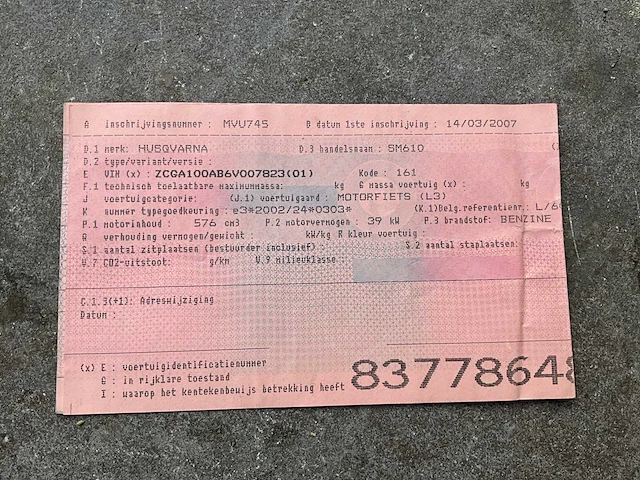 A inschrijvingsnummer : MVU745 B datum 1ste inschrijving : 14/03/2007
D.1 merk: HUSQVARNA D.3 handelsnaam : SM610
D.2 type/variant/versie :
E VIN (x) : ZCGA100AB6V007823(01) Kode : 161
F.1 technisch toelaatbare maximummassa: kg G massa voertuig (x) : kg
J voertuigcategorie: (J.1) voertuigaard : MOTORFIETS (L3)
K nummer typegoedkeuring : e3*2002/24*0303* (K.1)Belg.referentienr.: L/6
P.1 motorinhoud : 576 cm3 P.2 motorvermogen : 39 kW P.3 brandstof: BENZINE
Q verhouding vermogen/gewicht : kW/kg R kleur voertuig :
S.1 aantal zitplaatsen (bestuurder inclusief) : S.2 aantal staplaatsen:
V.7 CO2-uitstoot: g/km V.9 milieuklasse :
C.1.3(+1): Adreswijziging
Datum :
(x) E : voertuigidentificatienummer
G : in rijklare toestand
I : waarop het kentekenbewijs betrekking heeft
83778648